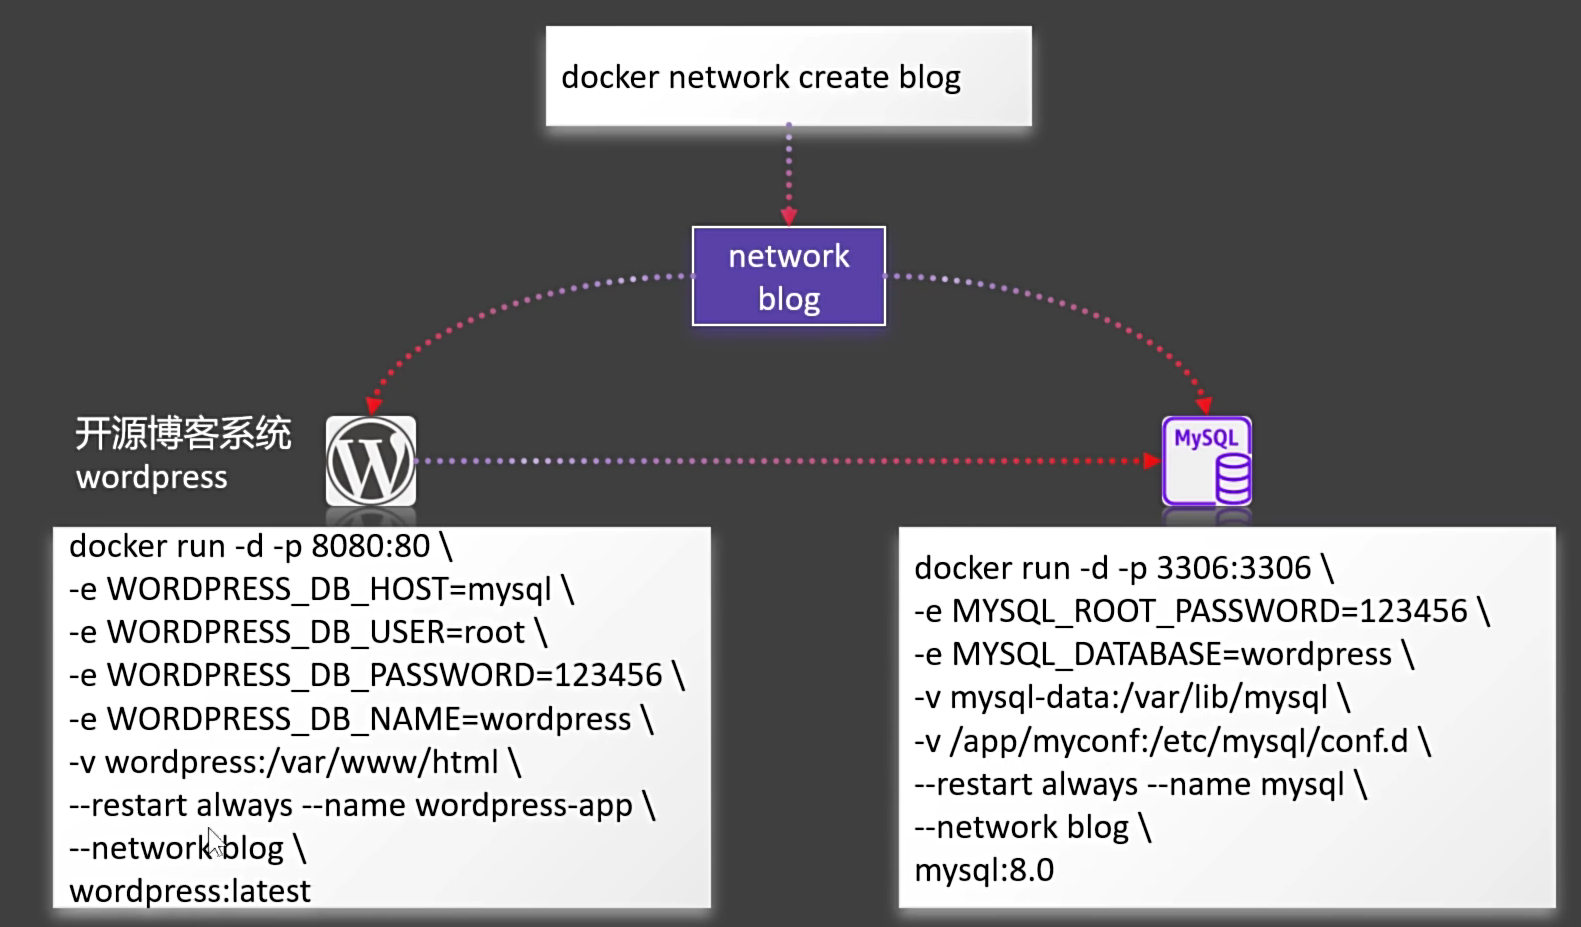 docker network create blog
network
blog
开源博客系统
wordpress
W
MySQL
docker run -d -p 8080:80 \
-e WORDPRESS_DB_HOST=mysql \
-e WORDPRESS_DB_USER=root \
-e WORDPRESS_DB_PASSWORD=123456 \
-e WORDPRESS_DB_NAME=wordpress \
-v wordpress:/var/www/html \
--restart always --name wordpress-app \
--network blog \
wordpress:latest
docker run -d -p 3306:3306 \
-e MYSQL_ROOT_PASSWORD=123456 \
-e MYSQL_DATABASE=wordpress \
-v mysql-data:/var/lib/mysql \
-v /app/myconf:/etc/mysql/conf.d \
--restart always --name mysql \
--network blog \
mysql:8.0